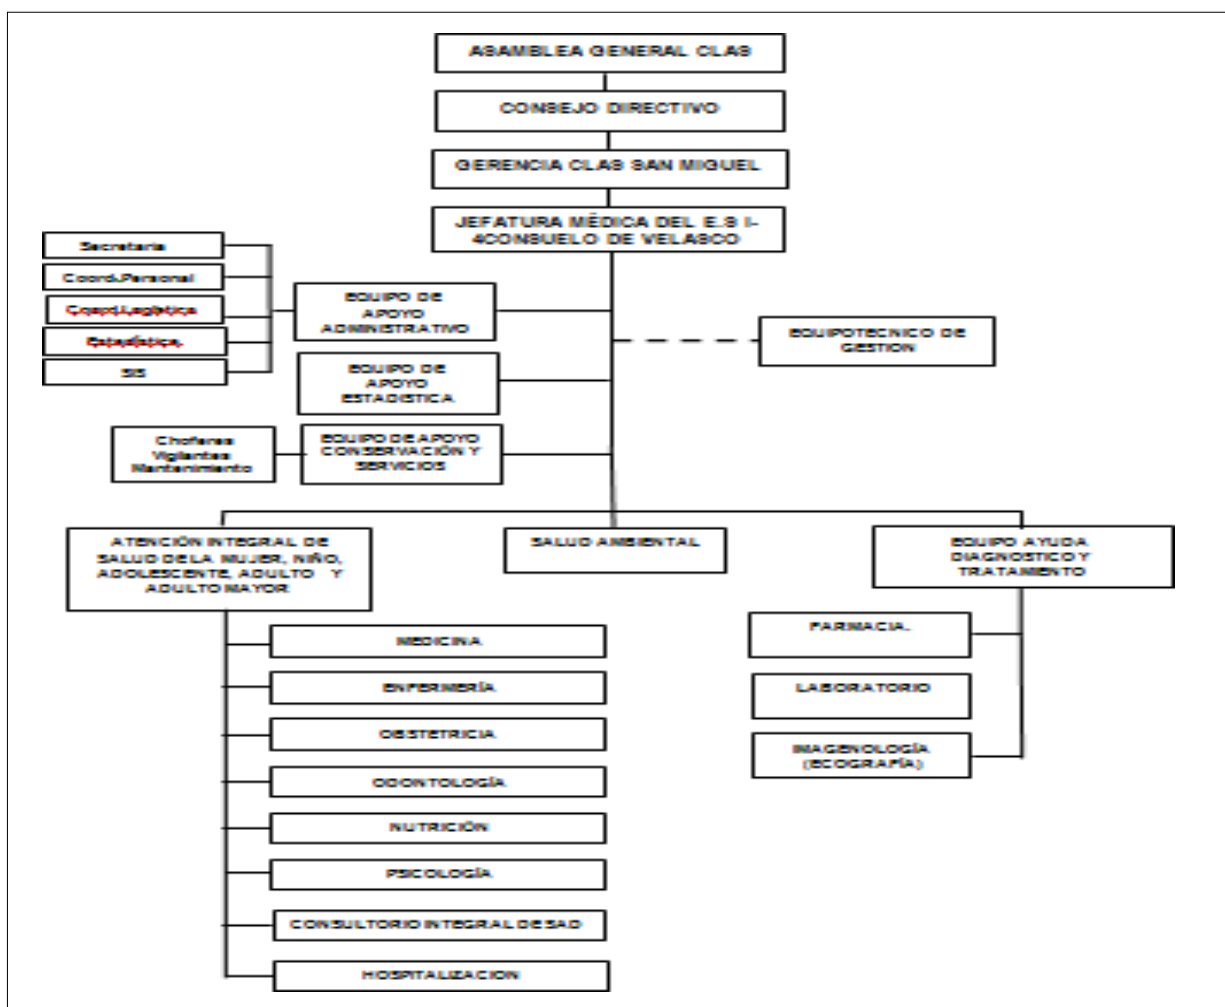 ASAMBLEA GENERAL CLAS
CONSEJO DIRECTIVO
GERENCIA CLAS SAN MIGUEL
JEFATURA MÉDICA DEL E.S I-
4CONSUELO DE VELASCO
Secretaria
Coord.Personal
Coord.Logística
Estadística.
SIS
EQUIPO DE
APOYO
ADMINISTRATIVO
EQUIPOTECNICO DE
GESTION
EQUIPO DE
APOYO
ESTADISTICA
Choferes
Vigilantes
Mantenimiento
EQUIPO DE APOYO
CONSERVACIÓN Y
SERVICIOS
ATENCIÓN INTEGRAL DE
SALUD DE LA MUJER, NIÑO,
ADOLESCENTE, ADULTO Y
ADULTO MAYOR
SALUD AMBIENTAL
EQUIPO AYUDA
DIAGNOSTICO Y
TRATAMIENTO
MEDICINA
ENFERMERÍA
OBSTETRICIA
ODONTOLOGÍA
NUTRICIÓN
PSICOLOGÍA
CONSULTORIO INTEGRAL DE SAD
HOSPITALIZACION
FARMACIA.
LABORATORIO
IMAGENOLOGÍA
(ECOGRAFÍA)